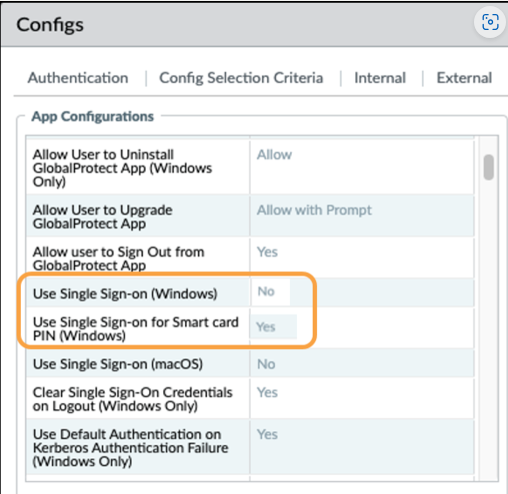 Configs
Authentication | Config Selection Criteria | Internal | External
App Configurations
Allow User to Uninstall
GlobalProtect App (Windows
Only)
Allow
Allow User to Upgrade
GlobalProtect App
Allow with Prompt
Allow user to Sign Out from
GlobalProtect App
Yes
Use Single Sign-on (Windows)
No
Use Single Sign-on for Smart card
PIN (Windows)
Yes
Use Single Sign-on (macOS)
No
Clear Single Sign-On Credentials
on Logout (Windows Only)
Yes
Use Default Authentication on
Kerberos Authentication Failure
(Windows Only)
Yes